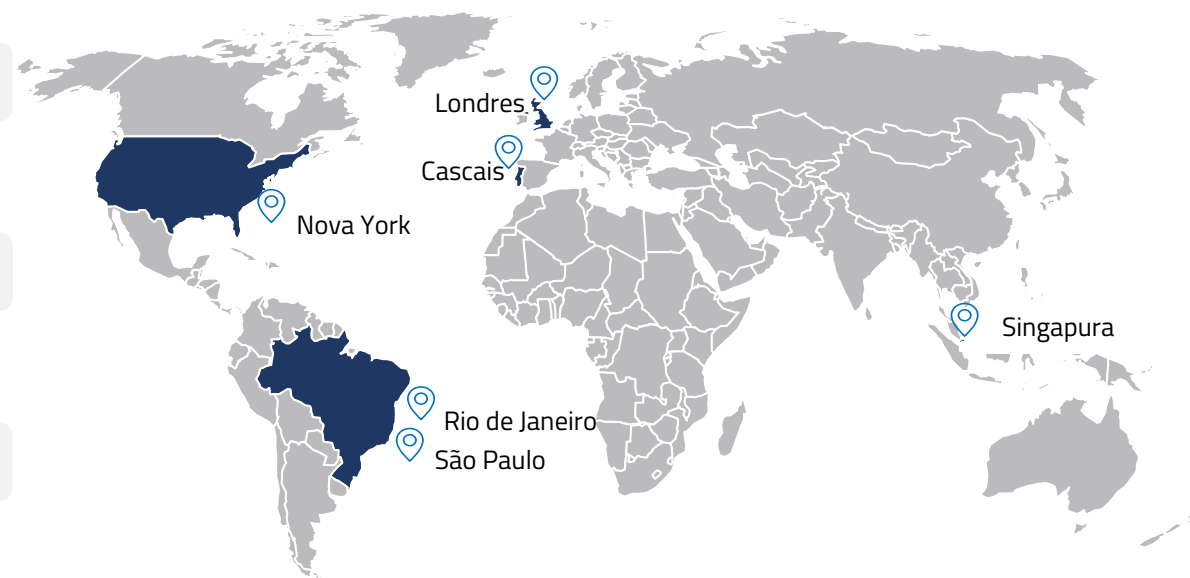 Londres
Cascais
Nova York
Singapura
Rio de Janeiro
São Paulo